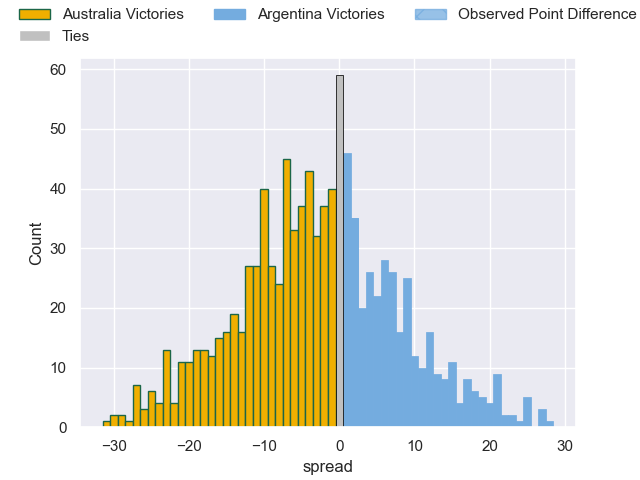 Australia Victories
Argentina Victories
Observed Point Difference
Ties
60
50
40
30
20
10
0
Count
−30
−20
−10
0
10
20
30
spread